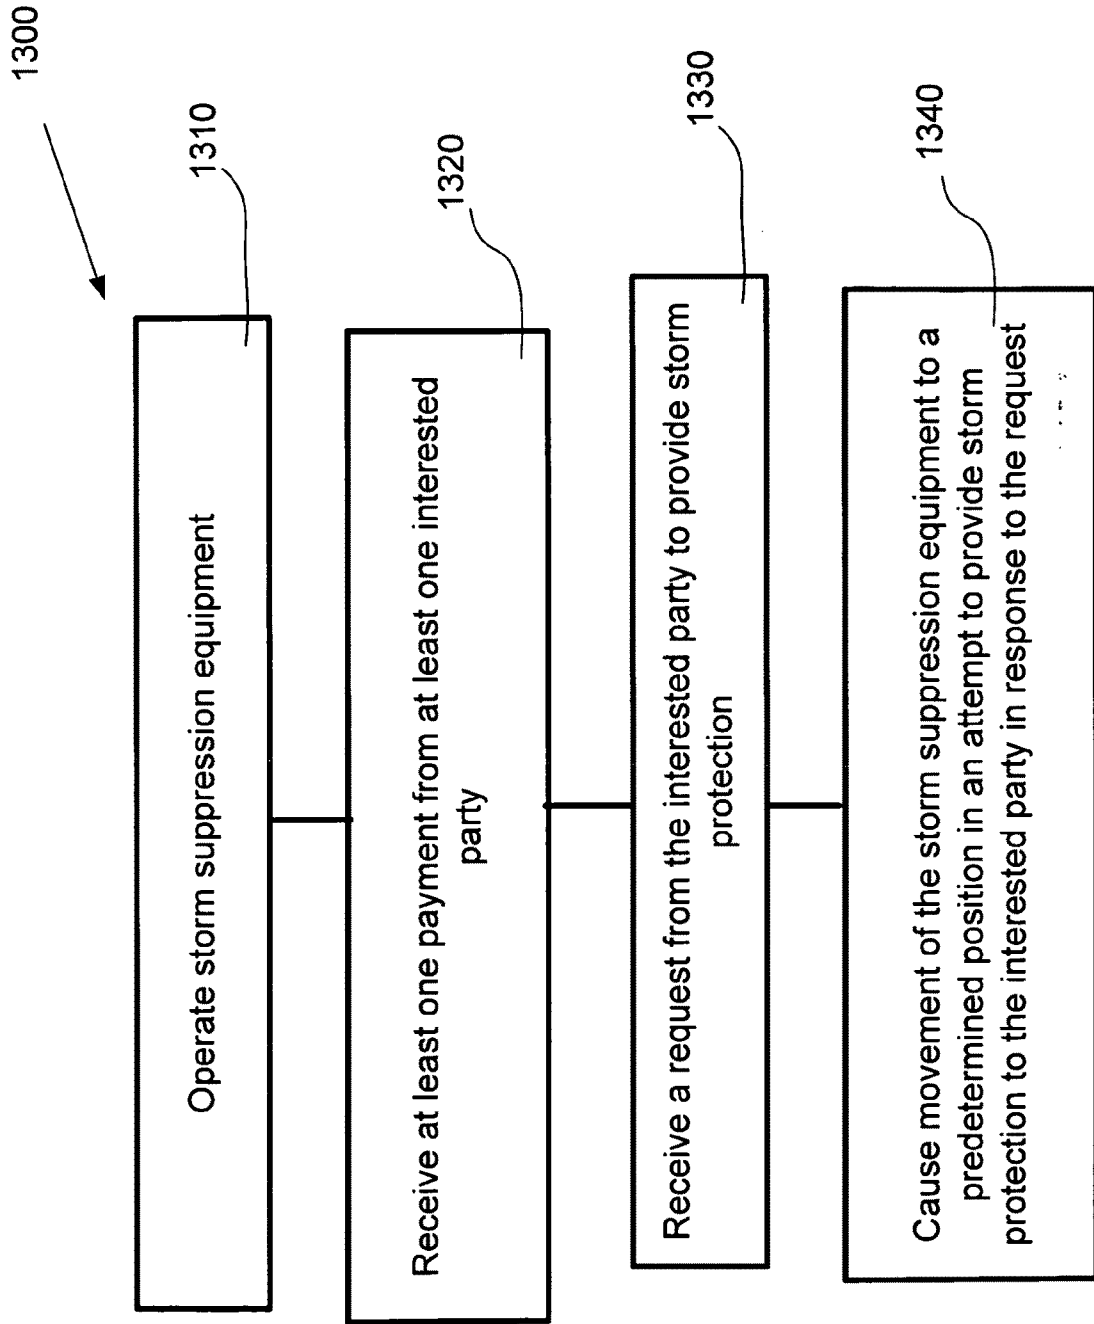 1300
Operate storm suppression equipment
1310
Receive at least one payment from at least one interested
party
1320
Receive a request from the interested party to provide storm
protection
1330
Cause movement of the storm suppression equipment to a
predetermined position in an attempt to provide storm
protection to the interested party in response to the request
1340